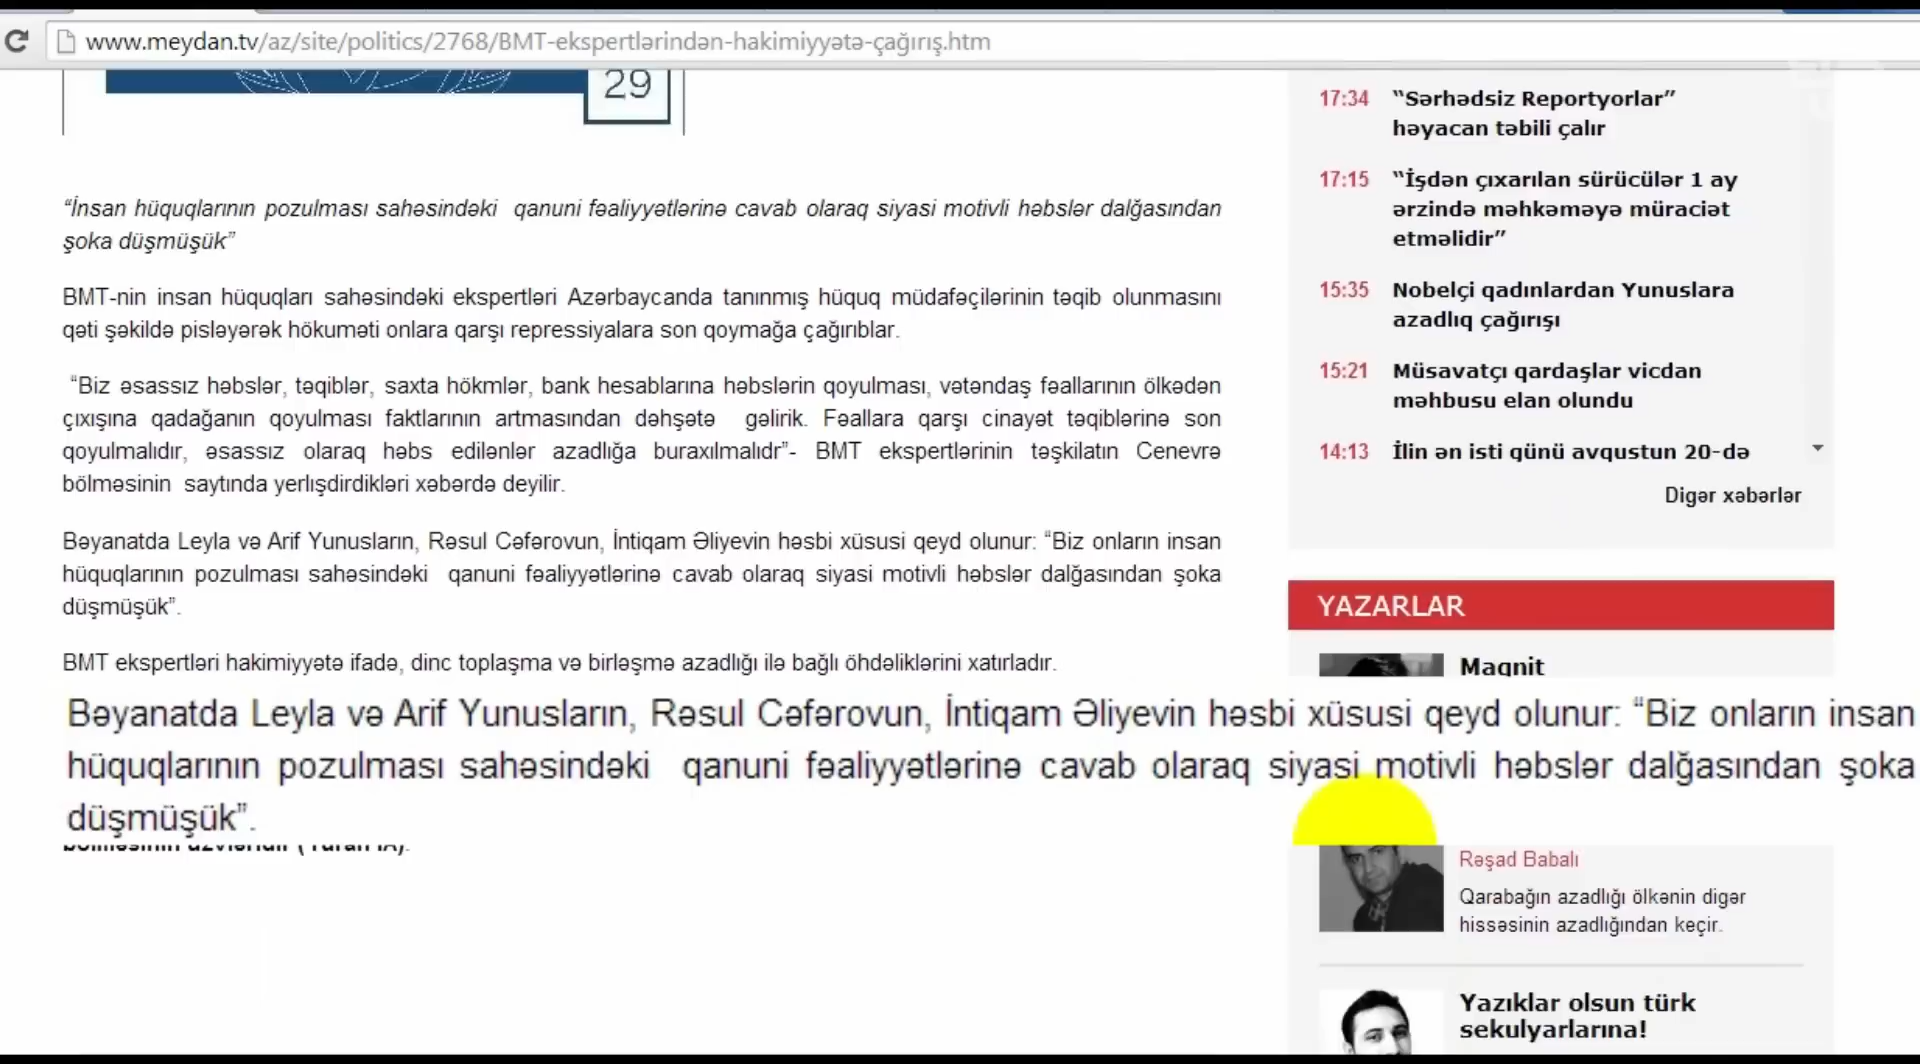 www.meydan.tv/az/site/politics/2768/BMT-ekspertlərindən-hakimiyyətə-çağırış.htm
29
“İnsan hüquqlarının pozulması sahəsindəki qanuni fəaliyyətlərinə cavab olaraq siyasi motivli həbslər dalğasından
şoka düşmüşük”
BMT-nin insan hüquqları sahəsindəki ekspertləri Azərbaycanda tanınmış hüquq müdafəçilərinin təqib olunmasını
qəti şəkildə pisləyərək hökuməti onlara qarşı repressiyalara son qoymağa çağırıblar.
“Biz əsassız həbslər, təqiblər, saxta hökmlər, bank hesablarına həbslərin qoyulması, vətəndaş fəallarının ölkədən
çıxışına qadağanın qoyulması faktlarının artmasından dəhşətə gəlirik. Fəallara qarşı cinayət təqiblərinə son
qoyulmalıdır, əsassız olaraq həbs edilənlər azadlığa buraxılmalıdr”- BMT ekspertlərinin təşkilatın Cenevrə
bölməsinin saytında yerlışdirdikləri xəbərdə deyilir.
Bəyanatda Leyla və Arif Yunusların, Rəsul Cəfərovun, İntiqam Əliyevin həsbi xüsusi qeyd olunur: “Biz onların insan
hüquqlarının pozulması sahəsindəki qanuni fəaliyyətlərinə cavab olaraq siyasi motivli həbslər dalğasından şoka
düşmüşük”.
BMT ekspertləri hakimiyyətə ifadə, dinc toplaşma və birləşmə azadlığı ilə bağlı öhdəliklərini xatırladır.
Bəyanatda Leyla və Arif Yunusların, Rəsul Cəfərovun, İntiqam Əliyevin həsbi xüsusi qeyd olunur: “Biz onların insan
hüquqlarının pozulması sahəsindəki qanuni fəaliyyətlərinə cavab olaraq siyasi motivli həbslər dalğasından şoka
düşmüşük”.
17:34 “Sərhədsiz Reportyorlar”
həyacan təbili çalır
17:15 “İşdən çıxarılan sürücülər 1 ay
ərzində məhkəməyə müraciət
etməlidir”
15:35 Nobelçi qadınlardan Yunuslara
azadlıq çağırışı
15:21 Müsavatçı qardaşlar vicdan
məhbusu elan olundu
14:13 İlin ən isti günü avqustun 20-də
Digər xəbərlər
YAZARLAR
Maqnit
Rəşad Babalı
Qarabağın azadlığı ölkənin digər
hissəsinin azadlığından keçir.
Yazıklar olsun türk
sekulyarlarına!